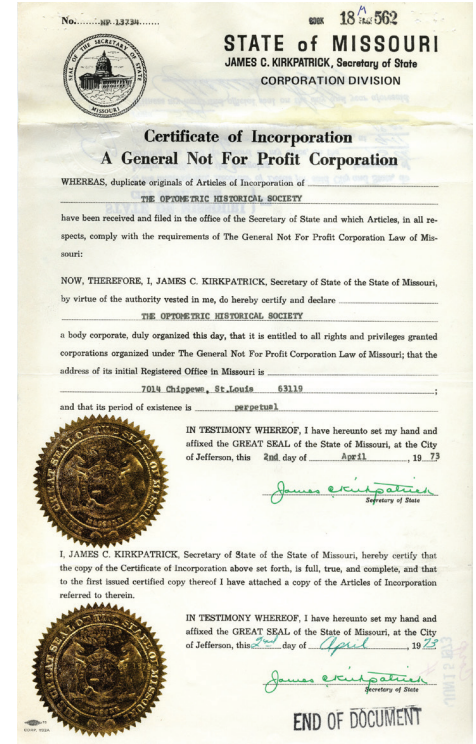 No. NP 13734
BOOK 18 M PAGE 562
STATE of MISSOURI
JAMES C. KIRKPATRICK, Secretary of State
CORPORATION DIVISION
SEAL OF THE SECRETARY OF STATE
MISSOURI
Certificate of Incorporation
A General Not For Profit Corporation
WHEREAS, duplicate originals of Articles of Incorporation of
THE OPTOMETRIC HISTORICAL SOCIETY
have been received and filed in the office of the Secretary of State and which Articles, in all re-
spects, comply with the requirements of The General Not For Profit Corporation Law of Mis-
souri:
NOW, THEREFORE, I, JAMES C. KIRKPATRICK, Secretary of State of the State of Missouri,
by virtue of the authority vested in me, do hereby certify and declare
THE OPTOMETRIC HISTORICAL SOCIETY
a body corporate, duly organized this day, that it is entitled to all rights and privileges granted
corporations organized under The General Not For Profit Corporation Law of Missouri; that the
address of its initial Registered Office in Missouri is
7014 Chippewa, St.Louis 63119 ;
and that its period of existence is perpetual
IN TESTIMONY WHEREOF, I have hereunto set my hand and
affixed the GREAT SEAL of the State of Missouri, at the City
of Jefferson, this 2nd day of April , 19 73
James C Kirkpatrick
Secretary of State
I, JAMES C. KIRKPATRICK, Secretary of State of the State of Missouri, hereby certify that
the copy of the Certificate of Incorporation above set forth, is full, true, and complete, and that
to the first issued certified copy thereof I have attached a copy of the Articles of Incorporation
referred to therein.
IN TESTIMONY WHEREOF, I have hereunto set my hand and
affixed the GREAT SEAL of the State of Missouri, at the City
of Jefferson, this 2nd day of April , 19 73
James C Kirkpatrick
Secretary of State
END OF DOCUMENT